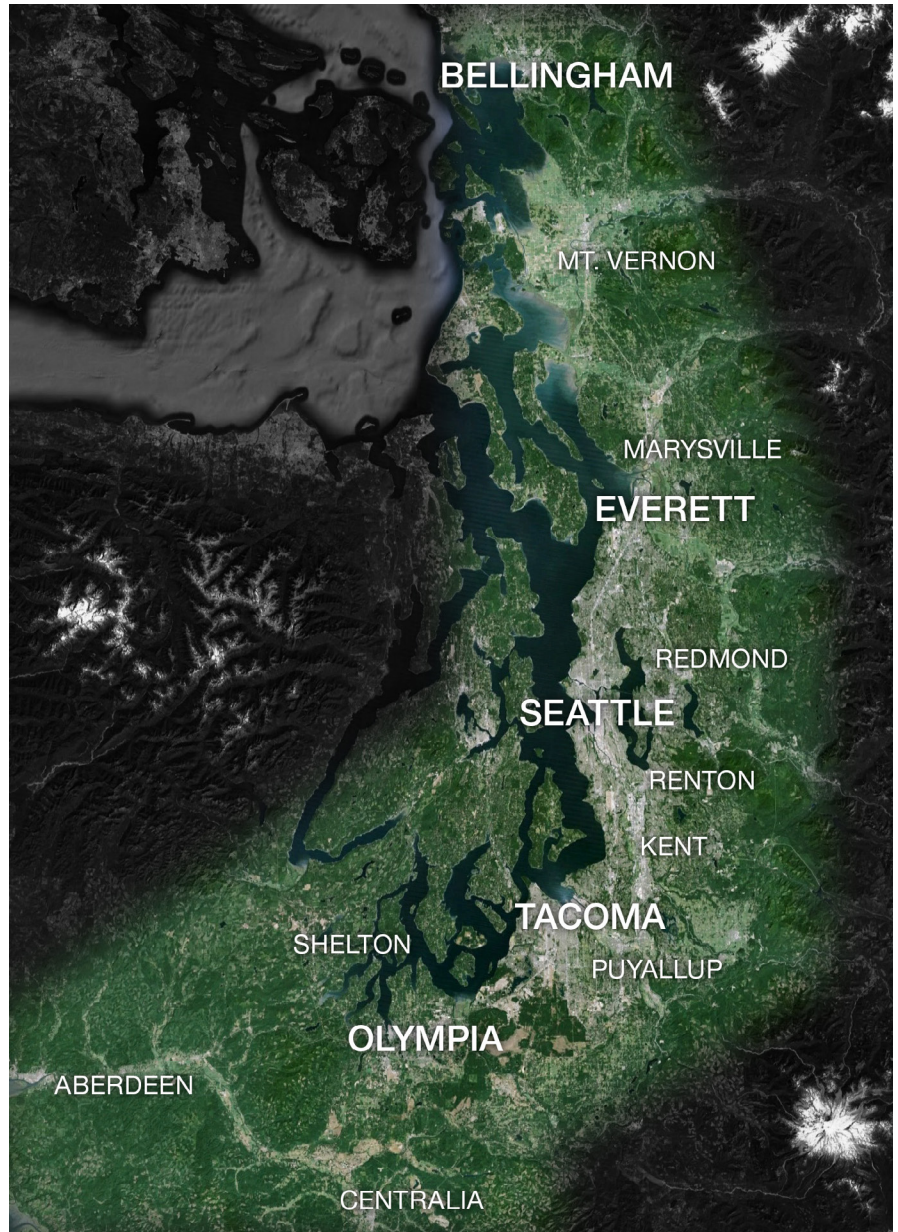 BELLINGHAM
MT. VERNON
MARYSVILLE
EVERETT
REDMOND
SEATTLE
RENTON
KENT
TACOMA
SHELTON
PUYALLUP
OLYMPIA
ABERDEEN
CENTRALIA